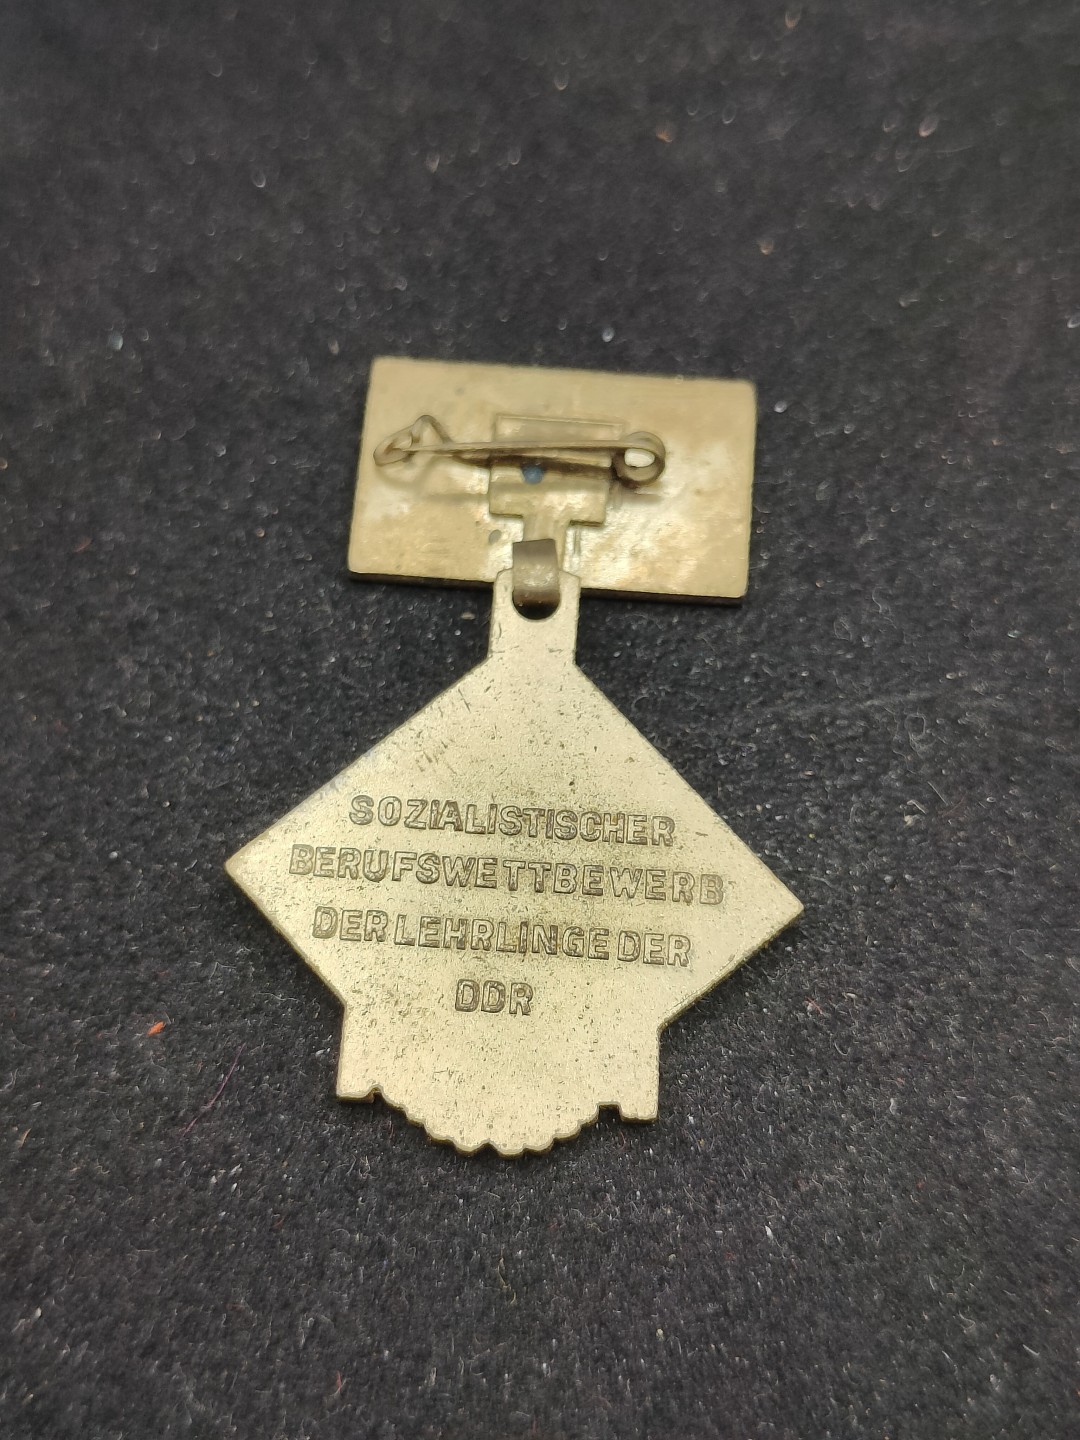 SOZIALISTISCHER
BERUFSWETTBEWERB
DER LEHRLINGE DER
DDR